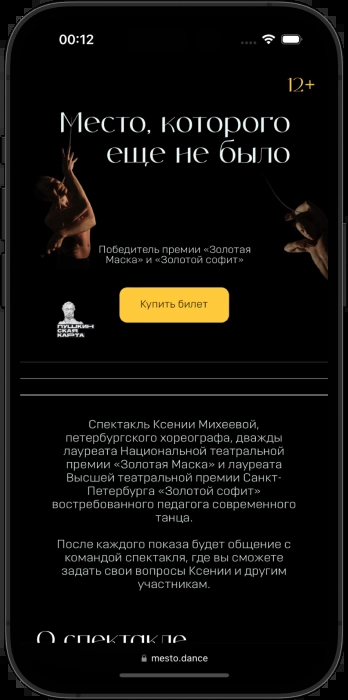 00:12
12+
Место, которого
еще не было
Победитель премии «Золотая
Маска» и «Золотой софит»
Купить билет
ПУШКИН
СКАЯ
КАРТА
Спектакль Ксении Михеевой,
петербургского хореографа, дважды
лауреата Национальной театральной
премии «Золотая Маска» и лауреата
Высшей театральной премии Санкт-
Петербурга «Золотой софит»
востребованного педагога современного
танца.
После каждого показа будет общение с
командой спектакля, где вы сможете
задать свои вопросы Ксении и другим
участникам.
О спектакле
mesto.dance